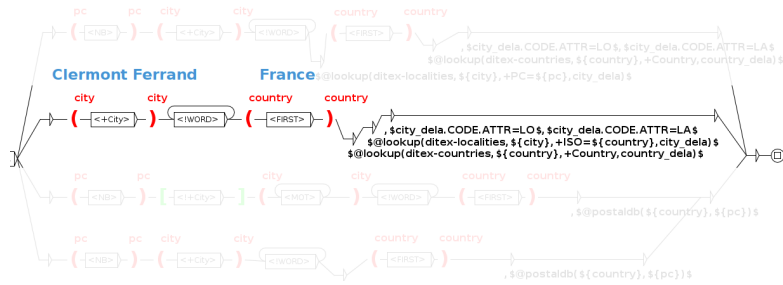 pc pc city city country country
( <NB> ) ( <+City> ) <!WORD> ( <FIRST> )
, $city_dela.CODE.ATTR=LO$, $city_dela.CODE.ATTR=LA$
$@lookup(ditex-countries, ${country}, +Country,country_dela)$
$@lookup(ditex-localities, ${city}, +PC=${pc},city_dela)$
Clermont Ferrand France
city city country country
( <+City> ) <!WORD> ( <FIRST> )
, $city_dela.CODE.ATTR=LO$, $city_dela.CODE.ATTR=LA$
$@lookup(ditex-localities, ${city}, +ISO=${country},city_dela)$
$@lookup(ditex-countries, ${country}, +Country,country_dela)$
pc pc city city country country
( <NB> ) [ <!+City> ] ( <MOT> ) <!WORD> ( <FIRST> )
, $@postaldb(${country}, ${pc})$
pc pc city city country country
( <NB> ) ( <+City> ) <!WORD> ( <FIRST> )
, $@postaldb(${country}, ${pc})$